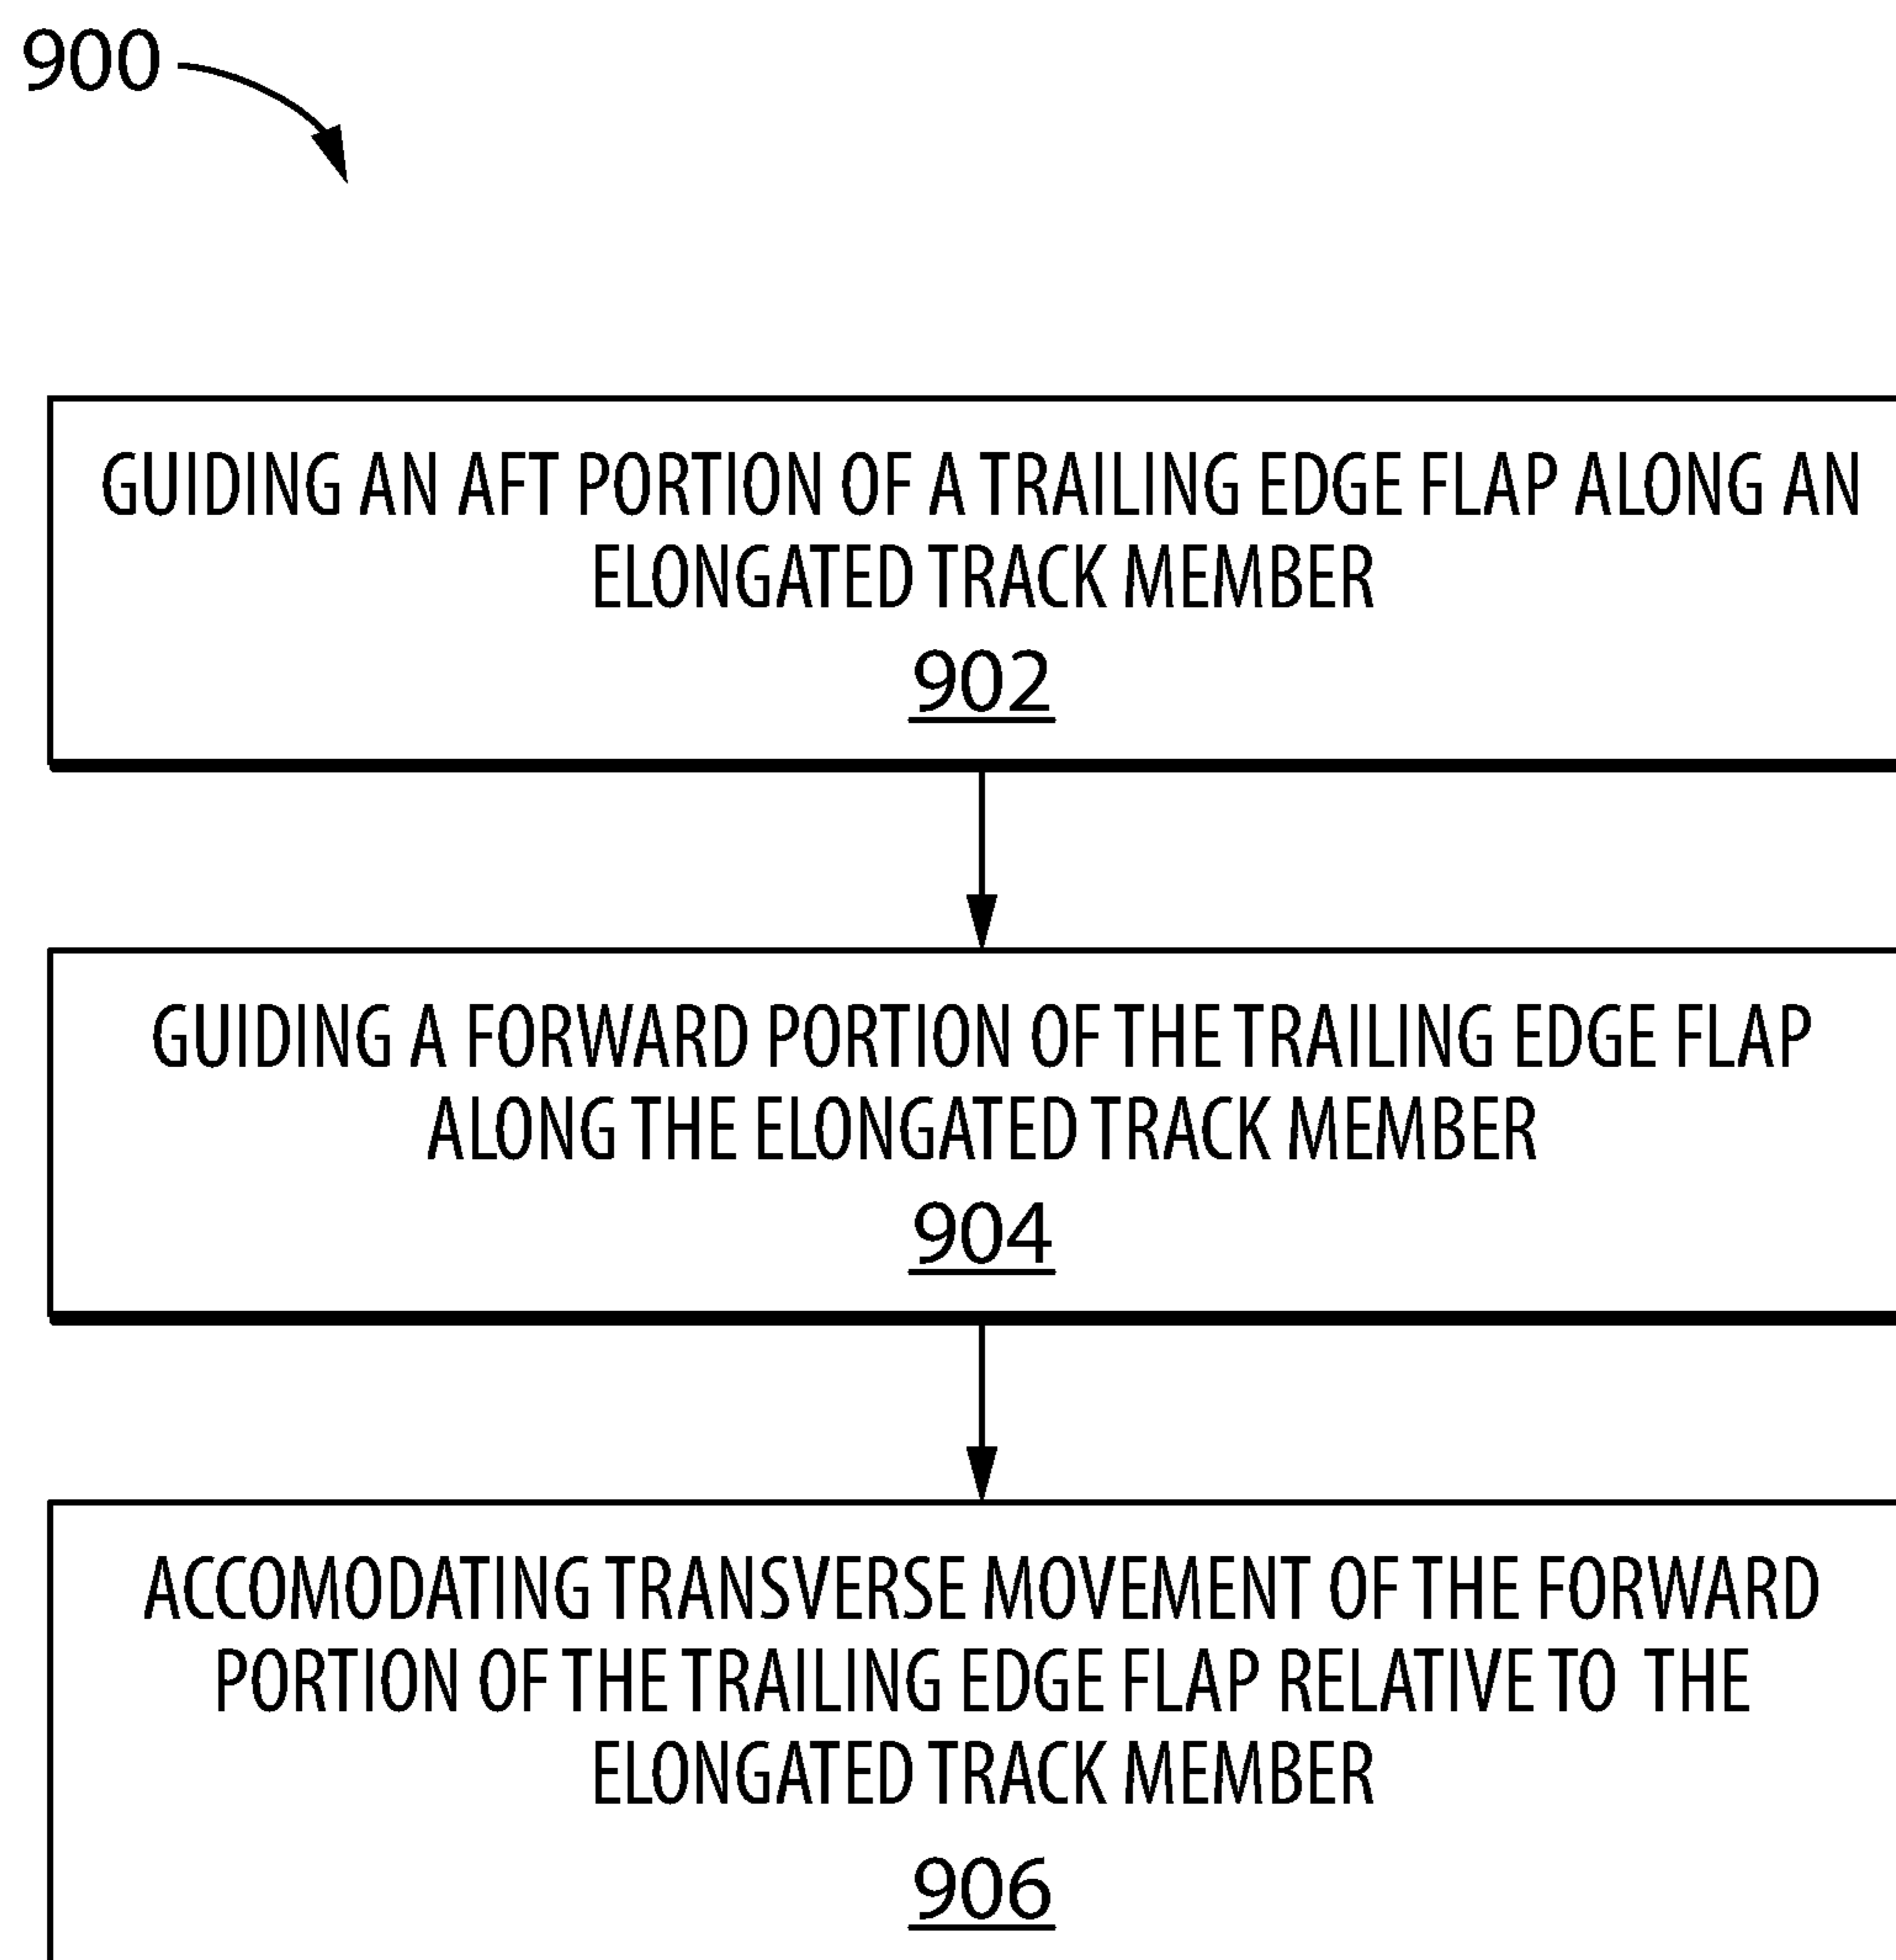 900
GUIDING AN AFT PORTION OF A TRAILING EDGE FLAP ALONG AN
ELONGATED TRACK MEMBER
902
GUIDING A FORWARD PORTION OF THE TRAILING EDGE FLAP
ALONG THE ELONGATED TRACK MEMBER
904
ACCOMODATING TRANSVERSE MOVEMENT OF THE FORWARD
PORTION OF THE TRAILING EDGE FLAP RELATIVE TO THE
ELONGATED TRACK MEMBER
906